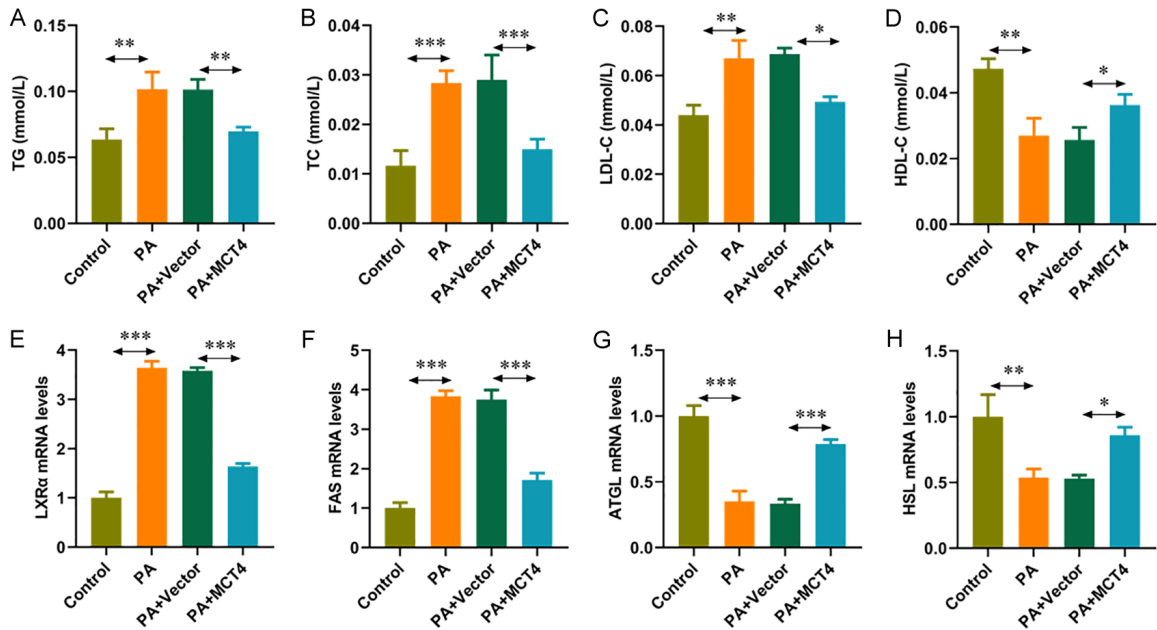 A
TG (mmol/L)
0.15
0.10
0.05
0.00
**
**
Control
PA
PA+Vector
PA+MCT4
B
TC (mmol/L)
0.04
0.03
0.02
0.01
0.00
***
***
Control
PA
PA+Vector
PA+MCT4
C
LDL-C (mmol/L)
0.08
0.06
0.04
0.02
0.00
**
*
Control
PA
PA+Vector
PA+MCT4
D
HDL-C (mmol/L)
0.06
0.04
0.02
0.00
**
*
Control
PA
PA+Vector
PA+MCT4
E
LXRα mRNA levels
4
3
2
1
0
***
***
Control
PA
PA+Vector
PA+MCT4
F
FAS mRNA levels
5
4
3
2
1
0
***
***
Control
PA
PA+Vector
PA+MCT4
G
ATGL mRNA levels
1.5
1.0
0.5
0.0
***
***
Control
PA
PA+Vector
PA+MCT4
H
HSL mRNA levels
1.5
1.0
0.5
0.0
**
*
Control
PA
PA+Vector
PA+MCT4